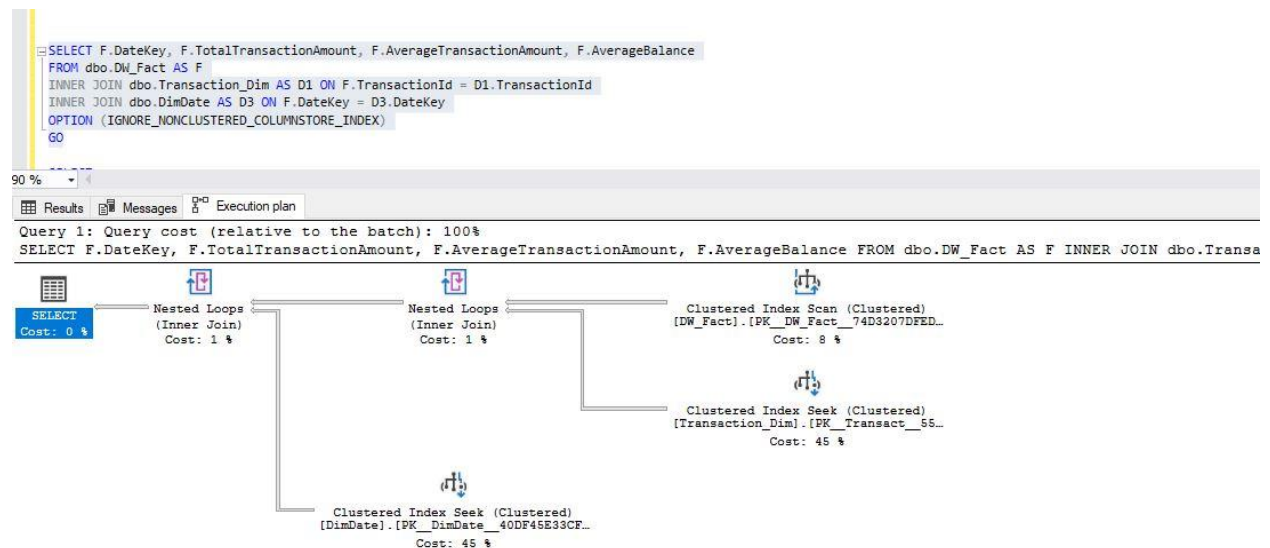 SELECT F.DateKey, F.TotalTransactionAmount, F.AverageTransactionAmount, F.AverageBalance
FROM dbo.DW_Fact AS F
INNER JOIN dbo.Transaction_Dim AS D1 ON F.TransactionId = D1.TransactionId
INNER JOIN dbo.DimDate AS D3 ON F.DateKey = D3.DateKey
OPTION (IGNORE_NONCLUSTERED_COLUMNSTORE_INDEX)
GO
90 %
Results Messages Execution plan
Query 1: Query cost (relative to the batch): 100%
SELECT F.DateKey, F.TotalTransactionAmount, F.AverageTransactionAmount, F.AverageBalance FROM dbo.DW_Fact AS F INNER JOIN dbo.Transa
SELECT
Cost: 0 %
Nested Loops
(Inner Join)
Cost: 1 %
Nested Loops
(Inner Join)
Cost: 1 %
Clustered Index Scan (Clustered)
[DW_Fact].[PK__DW_Fact__74D3207DFED…
Cost: 8 %
Clustered Index Seek (Clustered)
[Transaction_Dim].[PK__Transact__55…
Cost: 45 %
Clustered Index Seek (Clustered)
[DimDate].[PK__DimDate__40DF45E33CF…
Cost: 45 %